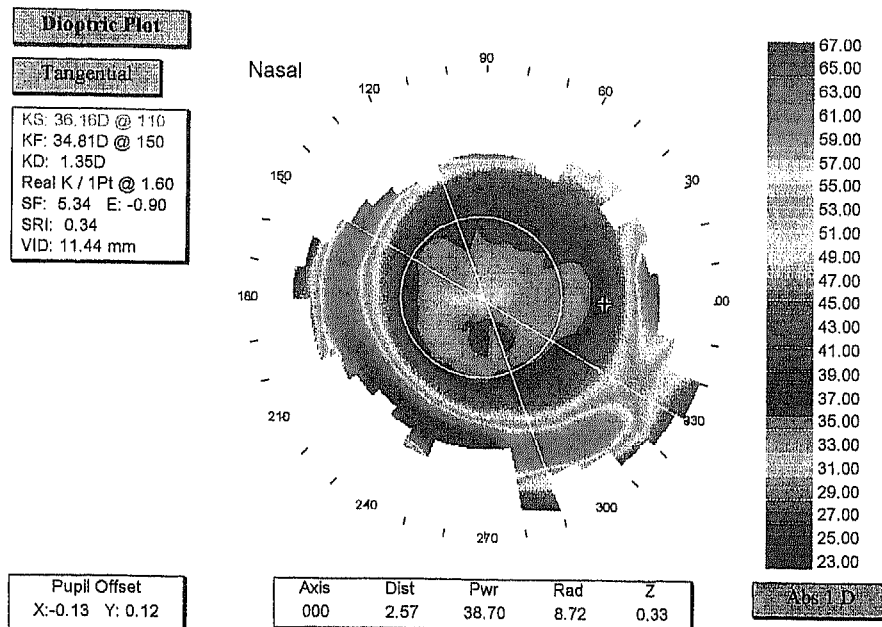 Dioptric Plot
Tangential
KS: 36.16D @ 110
KF: 34.81D @ 150
KD: 1.35D
Real K / 1Pt @ 1.60
SF: 5.34 E: -0.90
SRI: 0.34
VID: 11.44 mm
Nasal
90
120
60
150
30
180
00
210
330
240
300
270
67.00
65.00
63.00
61.00
59.00
57.00
55.00
53.00
51.00
49.00
47.00
45.00
43.00
41.00
39.00
37.00
35.00
33.00
31.00
29.00
27.00
25.00
23.00
Pupil Offset
X:-0.13 Y: 0.12
Axis Dist Pwr Rad Z
000 2.57 38.70 8.72 0.33
Abs 1 D